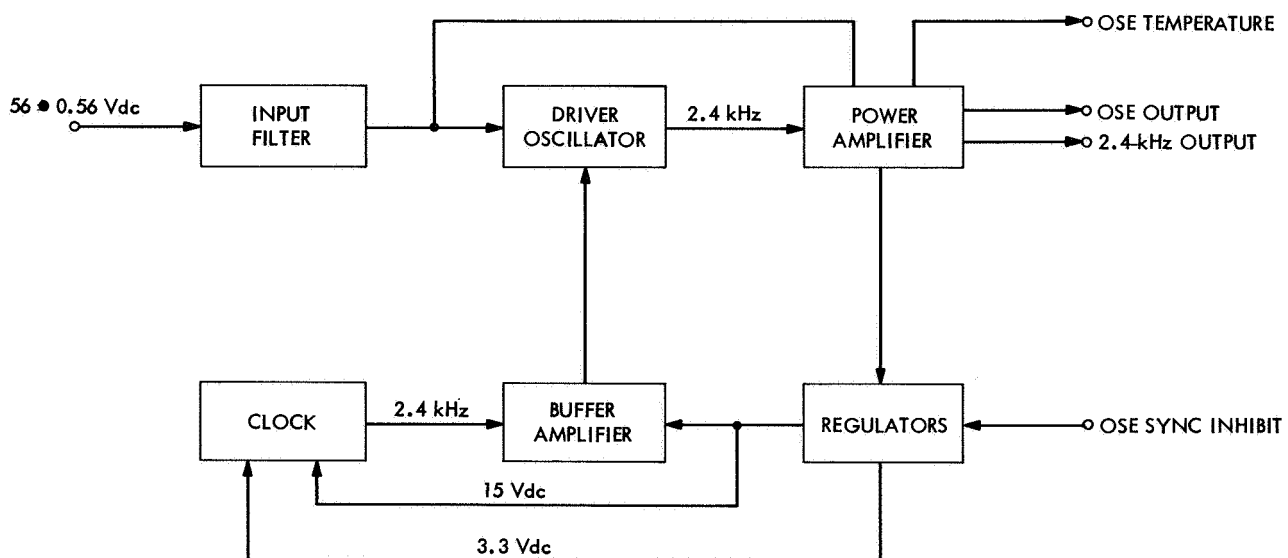 OSE TEMPERATURE
56 ● 0.56 Vdc
INPUT
FILTER
DRIVER
OSCILLATOR
2.4 kHz
POWER
AMPLIFIER
OSE OUTPUT
2.4-kHz OUTPUT
CLOCK
2.4 kHz
BUFFER
AMPLIFIER
REGULATORS
OSE SYNC INHIBIT
15 Vdc
3.3 Vdc